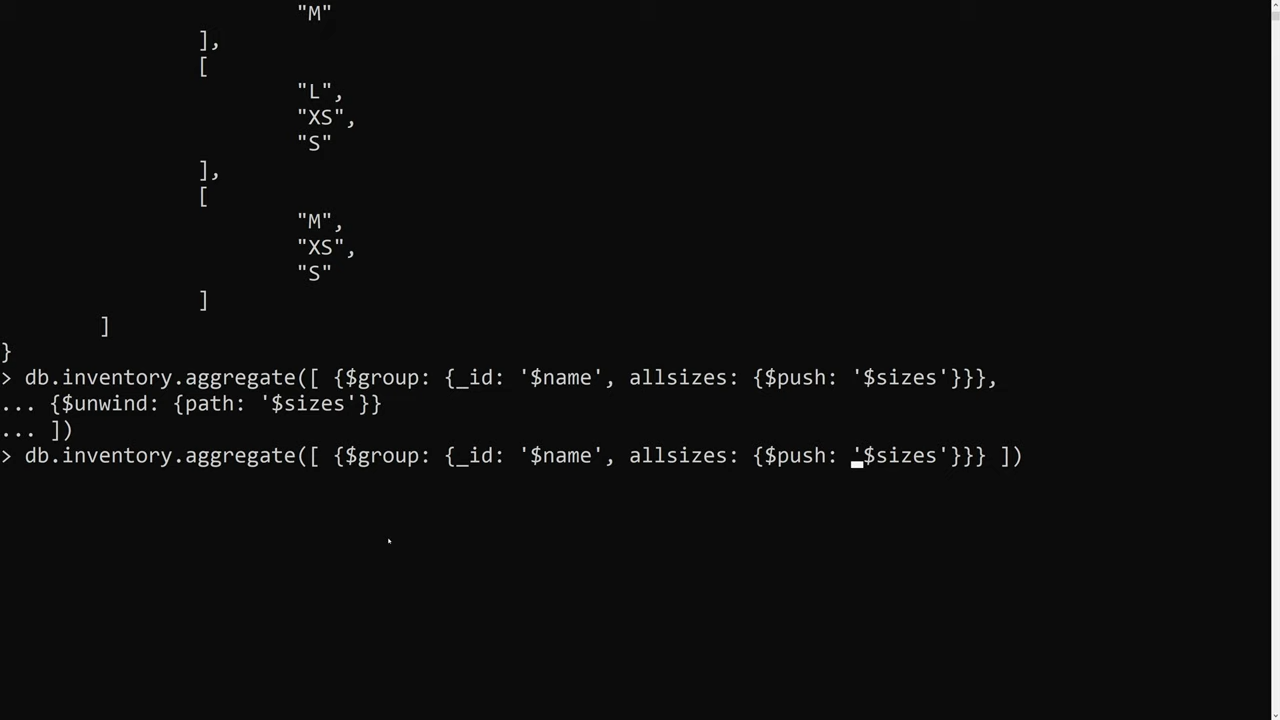 "M"
],
[
"L",
"XS",
"S"
],
[
"M",
"XS",
"S"
]
]
}
> db.inventory.aggregate([ {$group: {_id: '$name', allsizes: {$push: '$sizes'}}},
... {$unwind: {path: '$sizes'}}
... ])
> db.inventory.aggregate([ {$group: {_id: '$name', allsizes: {$push: '$sizes'}}} ])